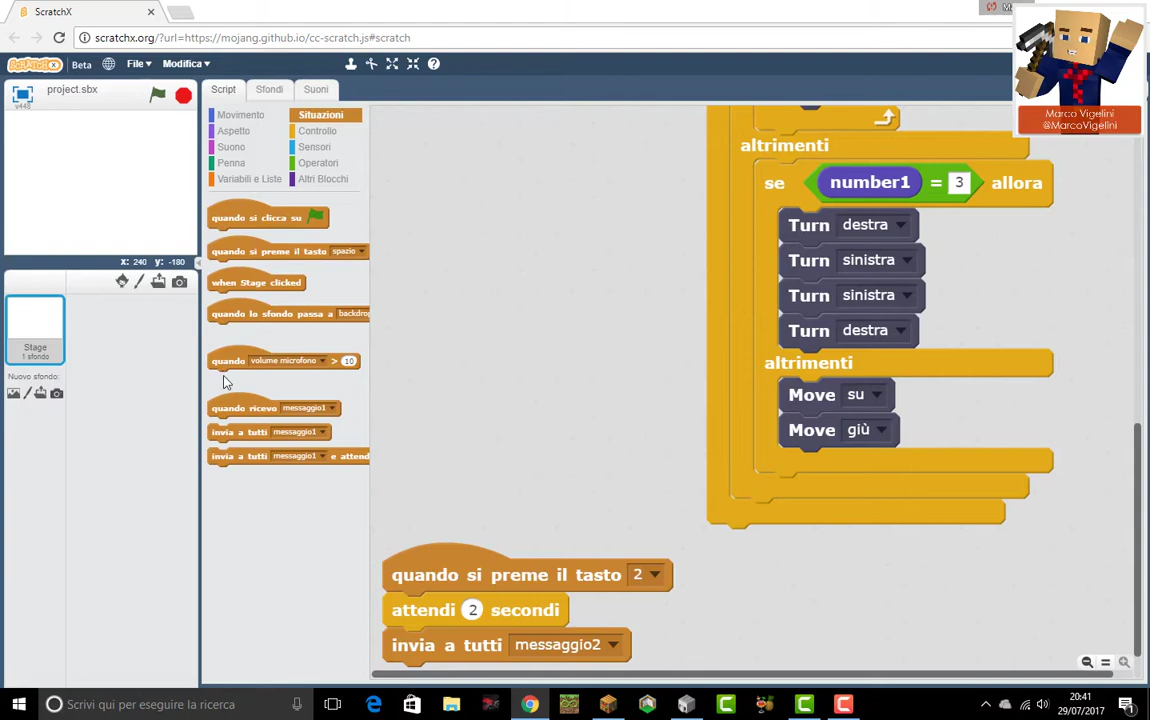 ScratchX
scratchx.org/?url=https://mojang.github.io/cc-scratch.js#scratch
SCRATCHX
Beta
File
Modifica
project.sbx
v448
Script
Sfondi
Suoni
Movimento
Situazioni
Aspetto
Controllo
Suono
Sensori
Penna
Operatori
Variabili e Liste
Altri Blocchi
quando si clicca su
quando si preme il tasto spazio
when Stage clicked
quando lo sfondo passa a backdrop
quando volume microfono > 10
quando ricevo messaggio1
invia a tutti messaggio1
invia a tutti messaggio1 e attendi
x: 240 y: -180
Stage
1 sfondo
Nuovo sfondo:
altrimenti
se number1 = 3 allora
Turn destra
Turn sinistra
Turn sinistra
Turn destra
altrimenti
Move su
Move giù
quando si preme il tasto 2
attendi 2 secondi
invia a tutti messaggio2
Marco Vigelini
@MarcoVigelini
Scrivi qui per eseguire la ricerca
20:41
29/07/2017
1